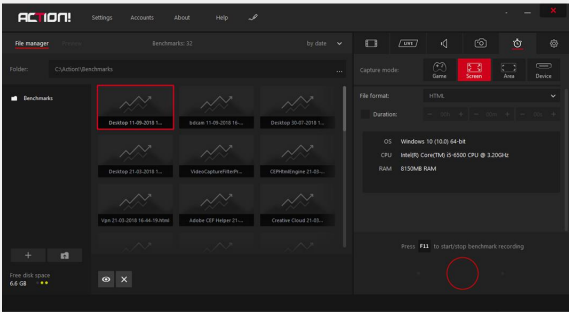 ACTION!
Settings Accounts About Help
File manager
Benchmarks: 32
by date
LIVE
Folder: C:\Action!\Benchmarks ...
Capture mode:
Game Screen Area Device
Benchmarks
File format: HTML
Duration:
Desktop 11-09-2018 1... bdcam 11-09-2018 16-... Desktop 30-07-2018 1...
OS Windows 10 (10.0) 64-bit
CPU Intel(R) Core(TM) i5-6500 CPU @ 3.20GHz
RAM 8150MB RAM
Desktop 21-03-2018 1... VideoCaptureFilterPr... CEPHtmlEngine 21-03-...
Vpn 21-03-2018 16-44-19.html Adobe CEF Helper 21-... Creative Cloud 21-03...
Press F11 to start/stop benchmark recording
Free disk space
6.6 GB